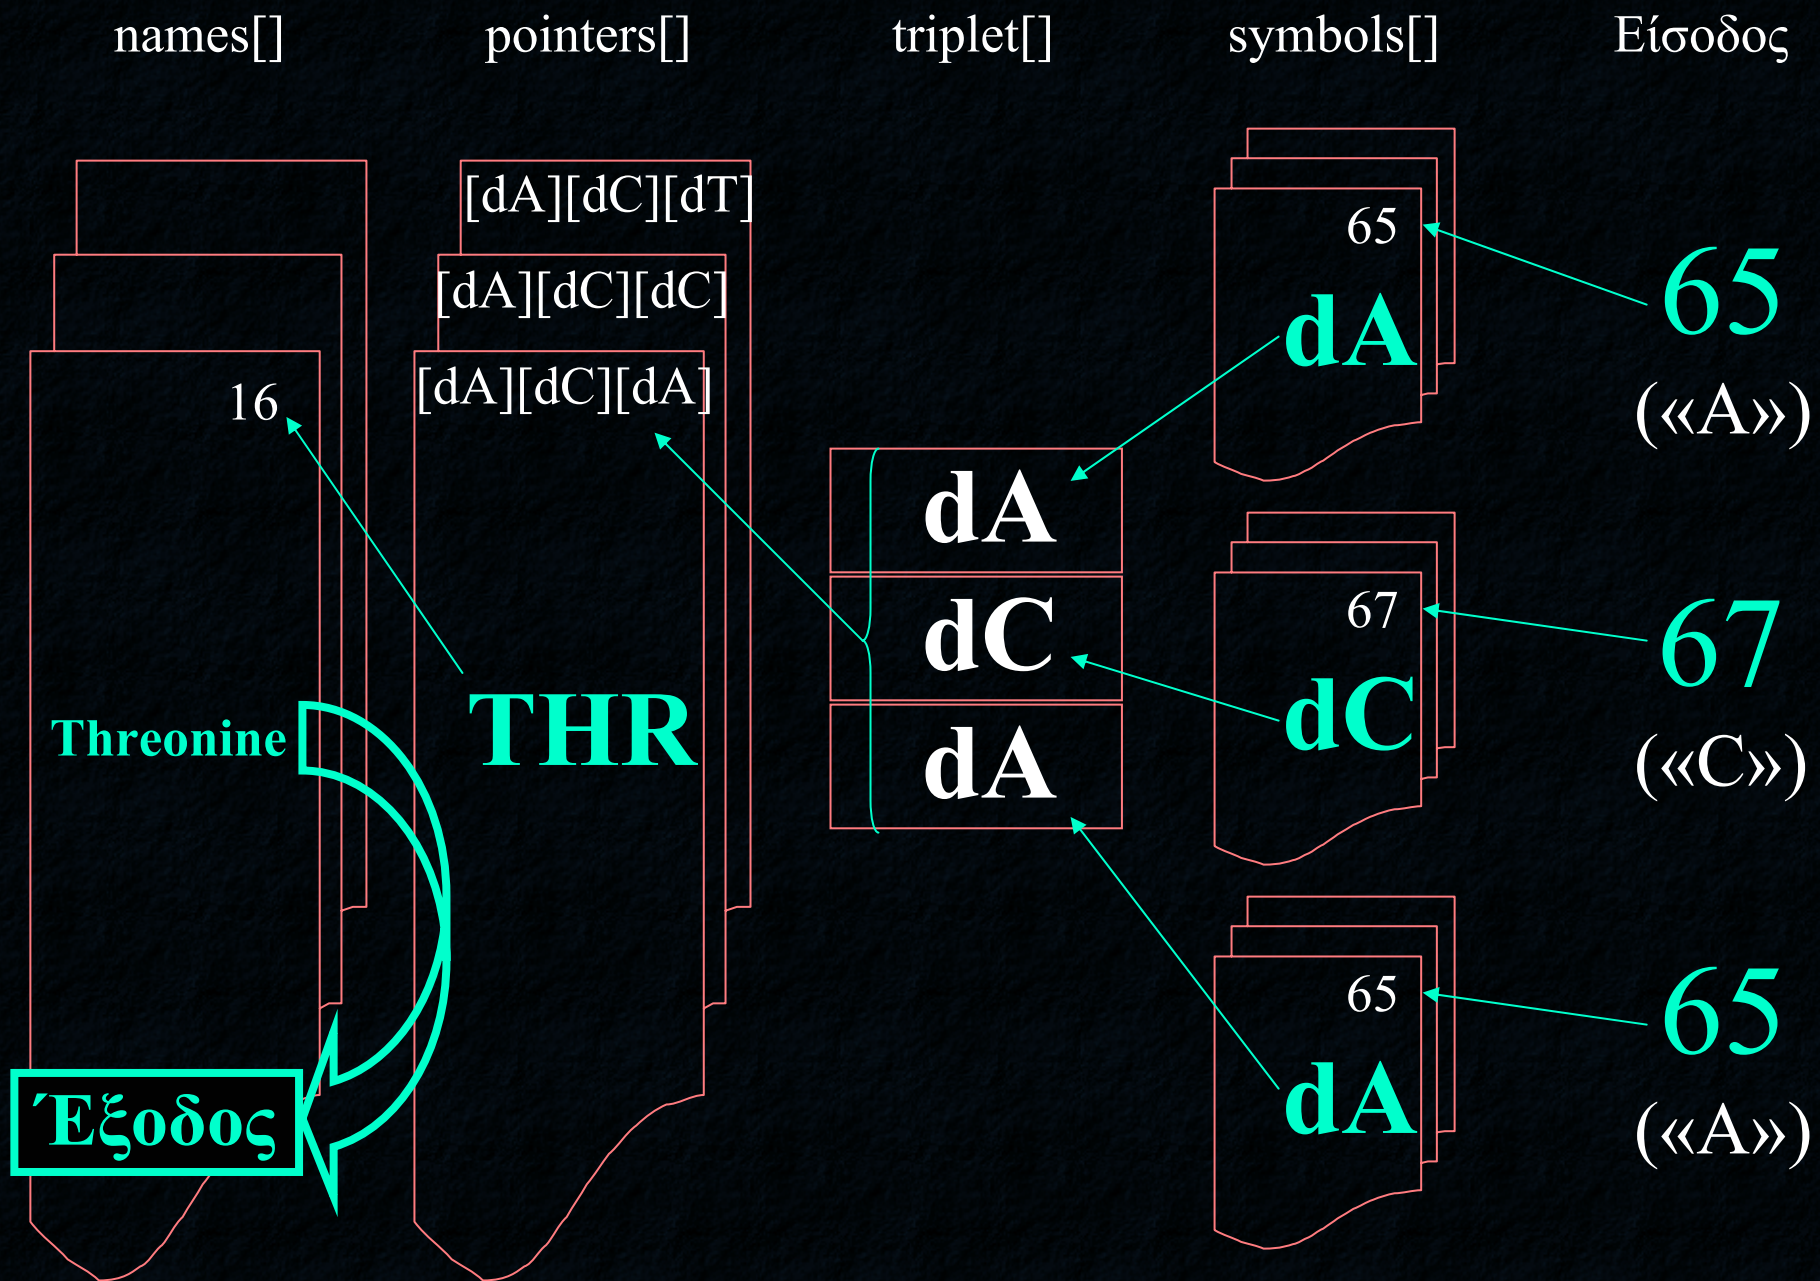 names[] pointers[] triplet[] symbols[] Είσοδος
[dA][dC][dT]
[dA][dC][dC]
[dA][dC][dA]
16
THR
Threonine
Έξοδος
dA
dC
dA
65
dA
67
dC
65
dA
65
(«A»)
67
(«C»)
65
(«A»)